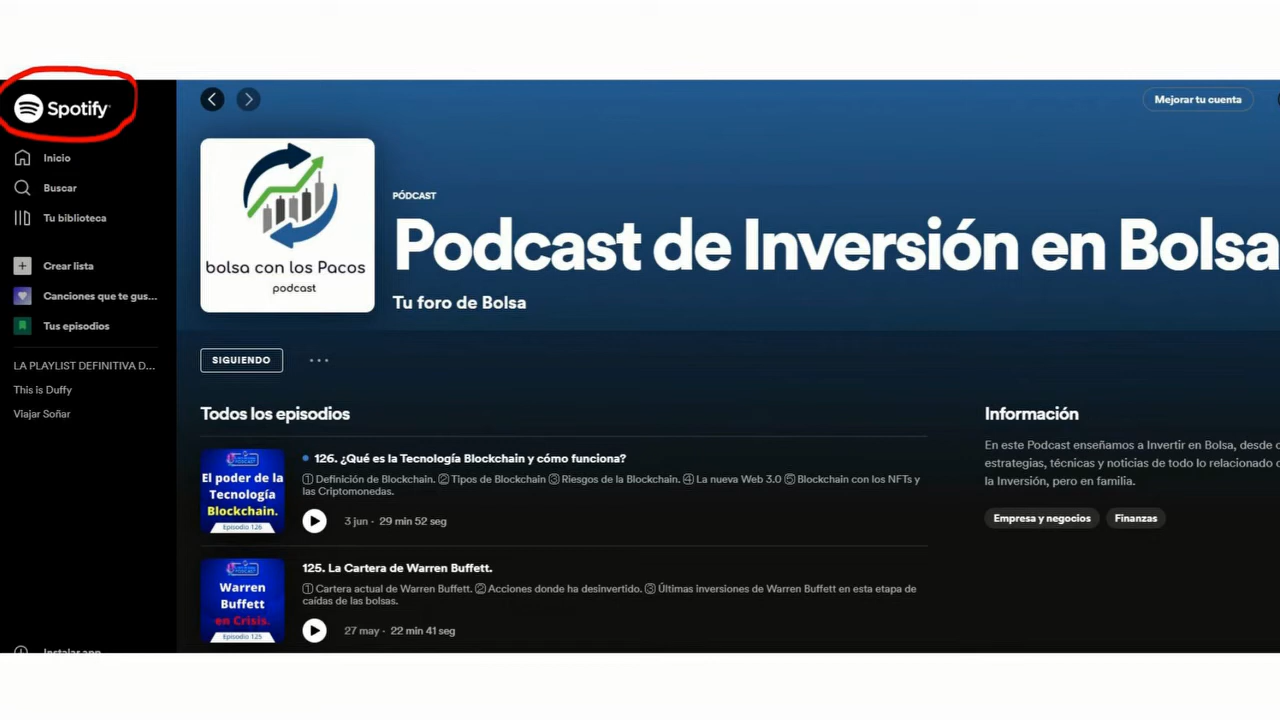 Spotify
Inicio
Buscar
Tu biblioteca
Crear lista
Canciones que te gus...
Tus episodios
LA PLAYLIST DEFINITIVA D...
This is Duffy
Viajar Soñar
Mejorar tu cuenta
bolsa con los Pacos
podcast
PÓDCAST
Podcast de Inversión en Bolsa
Tu foro de Bolsa
SIGUIENDO
Todos los episodios
El poder de la
Tecnología
Blockchain.
Episodio 126
126. ¿Qué es la Tecnología Blockchain y cómo funciona?
① Definición de Blockchain. ② Tipos de Blockchain ③ Riesgos de la Blockchain. ④ La nueva Web 3.0 ⑤ Blockchain con los NFTs y
las Criptomonedas.
3 jun · 29 min 52 seg
Warren
Buffett
en Crisis.
Episodio 125
125. La Cartera de Warren Buffett.
① Cartera actual de Warren Buffett. ② Acciones donde ha desinvertido. ③ Últimas inversiones de Warren Buffett en esta etapa de
caídas de las bolsas.
27 may · 22 min 41 seg
Información
En este Podcast enseñamos a Invertir en Bolsa, desde
estrategias, técnicas y noticias de todo lo relacionado
la Inversión, pero en familia.
Empresa y negocios
Finanzas
Instalar app